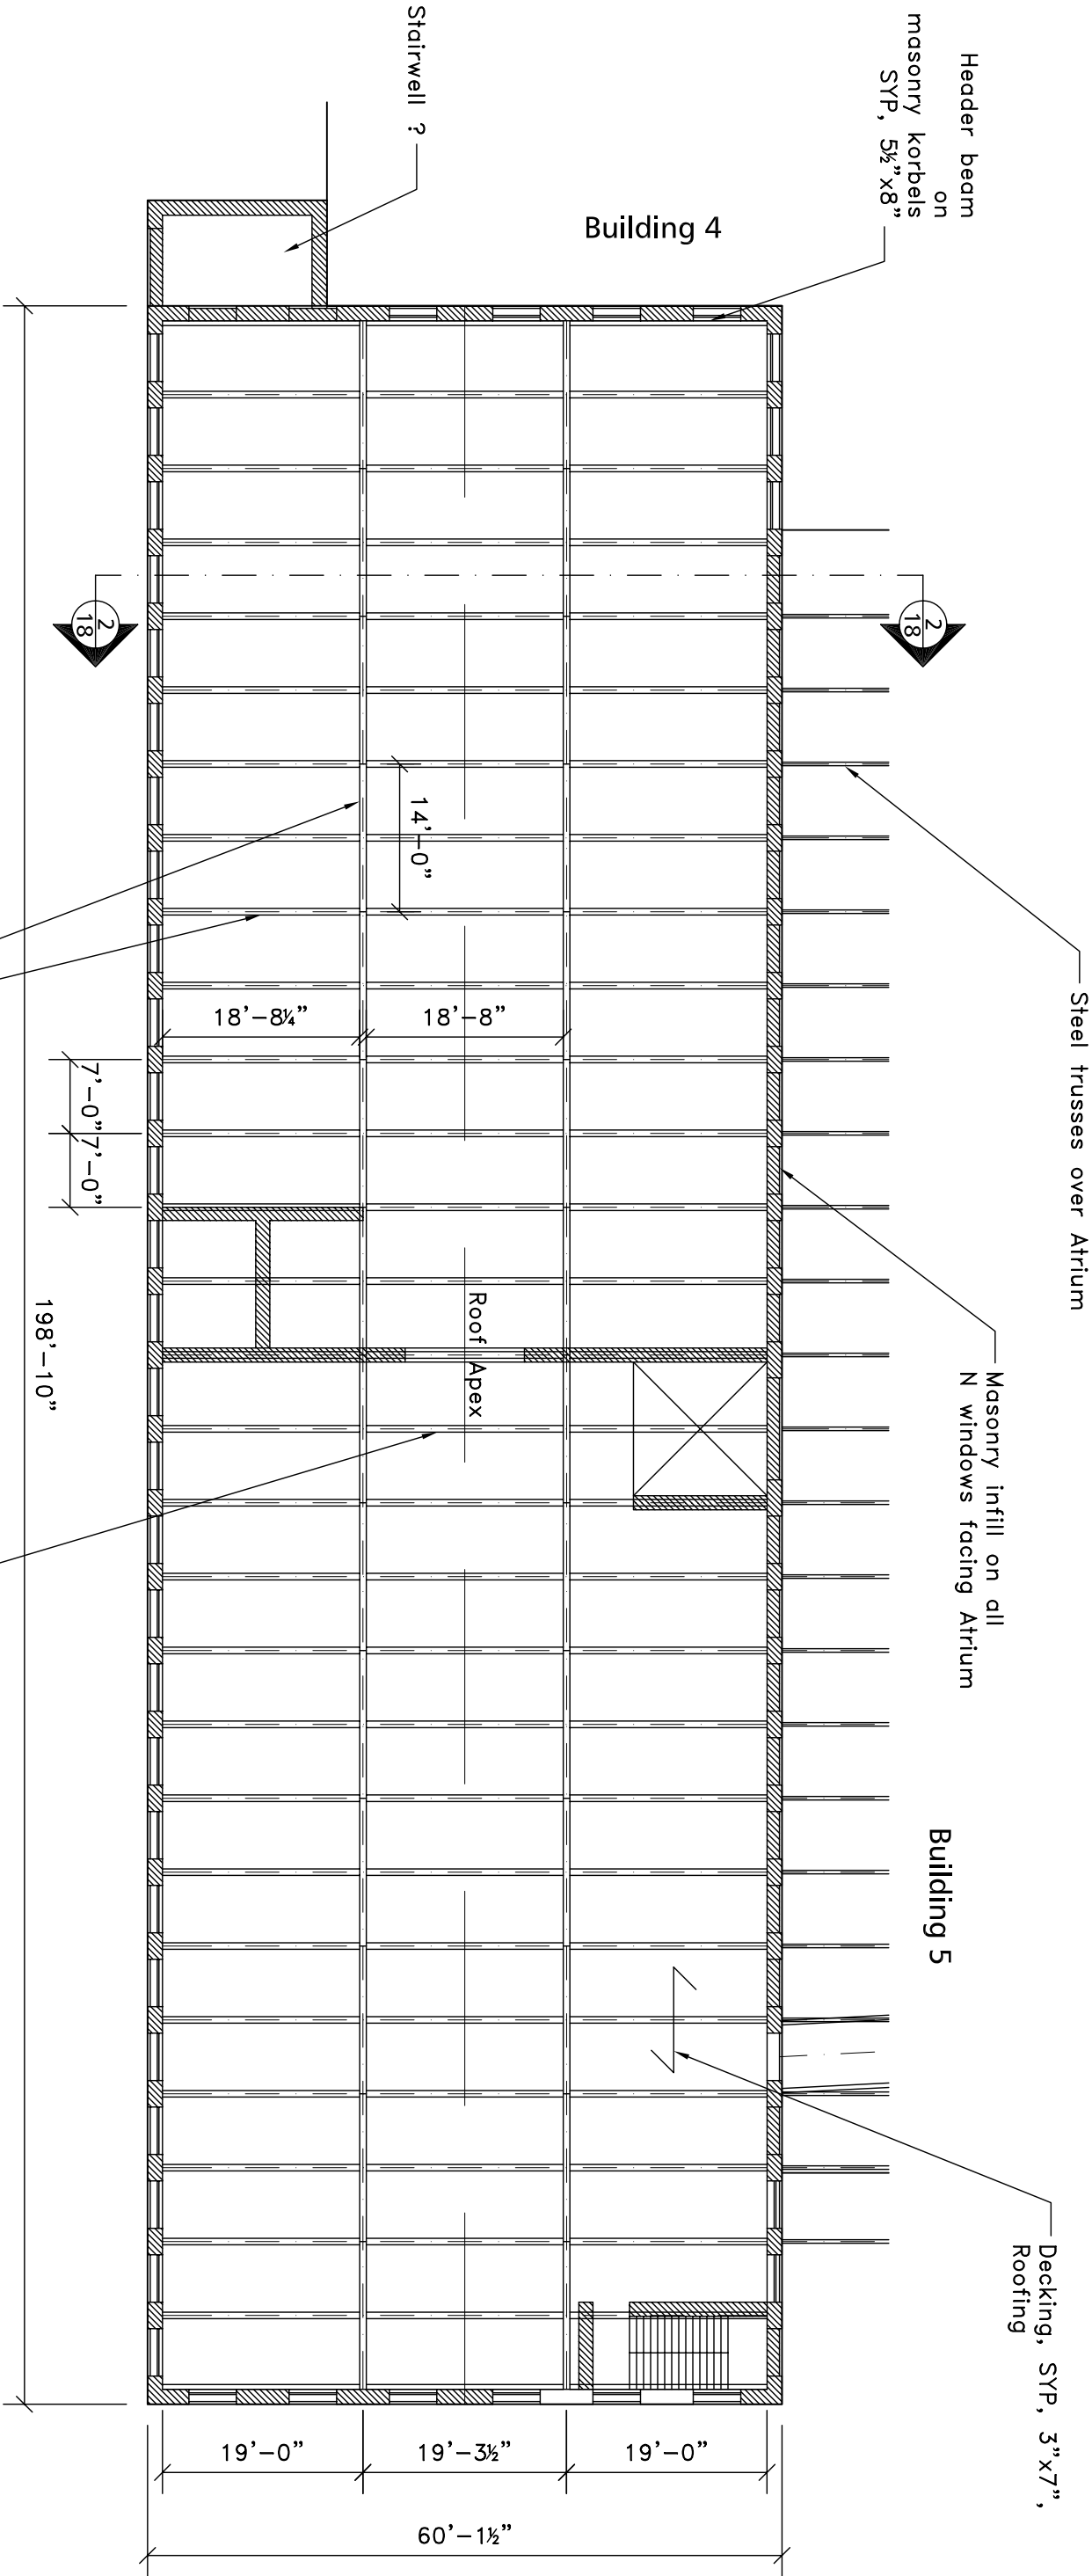 Header beam
on
masonry korbels
SYP, 5½"x8"
Stairwell ?
Building 4
Steel trusses over Atrium
Masonry infill on all
N windows facing Atrium
Building 5
Decking, SYP, 3"x7",
Roofing
2
18
2
18
14'-0"
18'-8¼"
18'-8"
7'-0"
7'-0"
Roof Apex
198'-10"
19'-0"
19'-3½"
19'-0"
60'-1½"